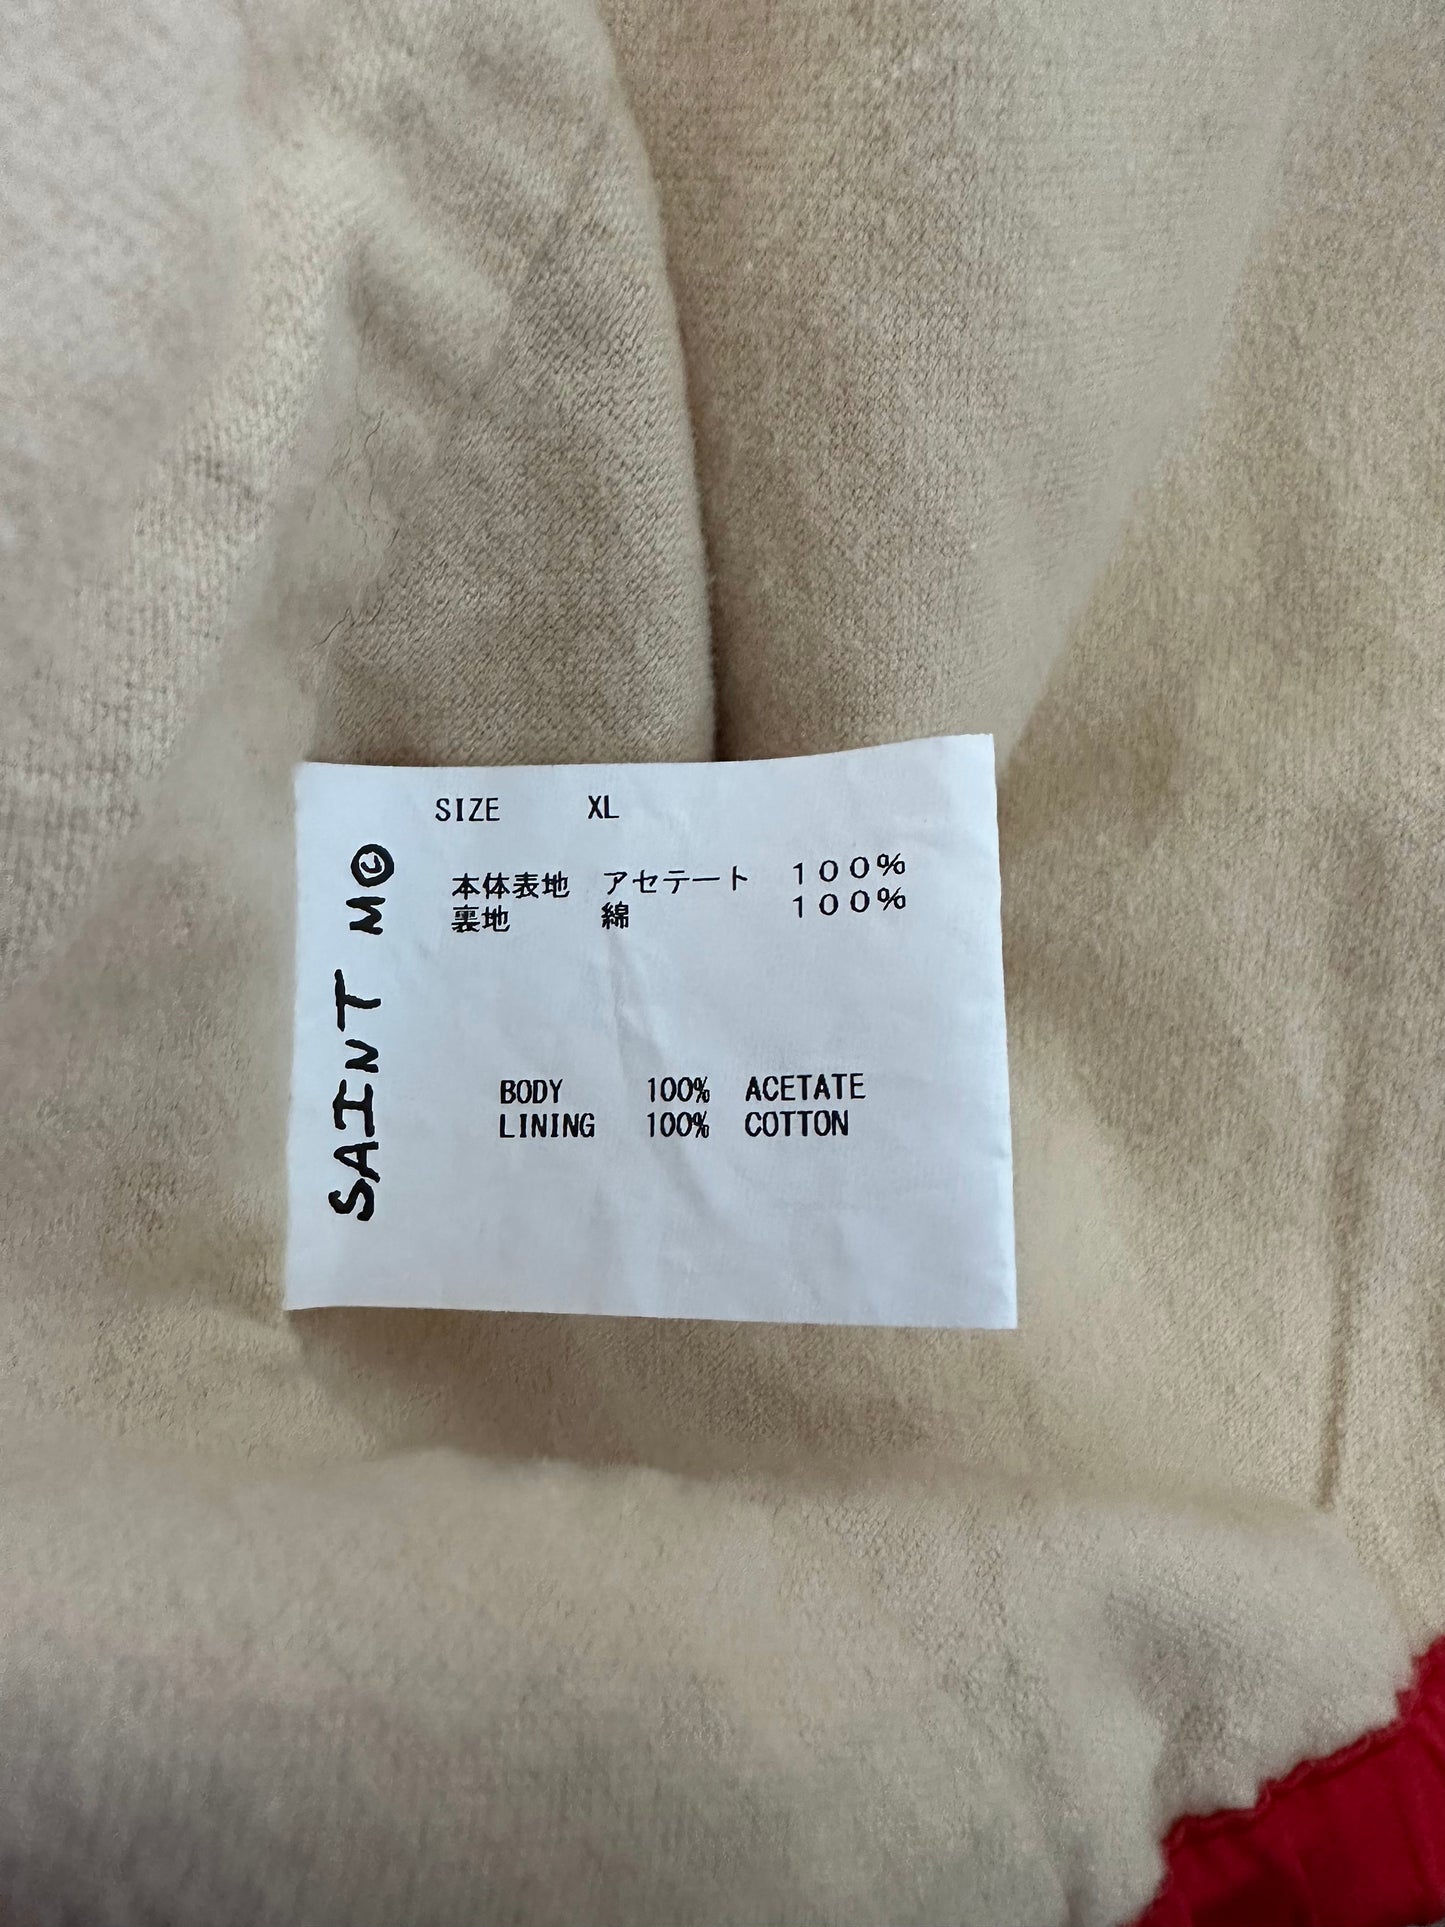 SIZE XL
本体表地 アセテート 100%
裏地 綿 100%
BODY 100% ACETATE
LINING 100% COTTON
SAINT M©